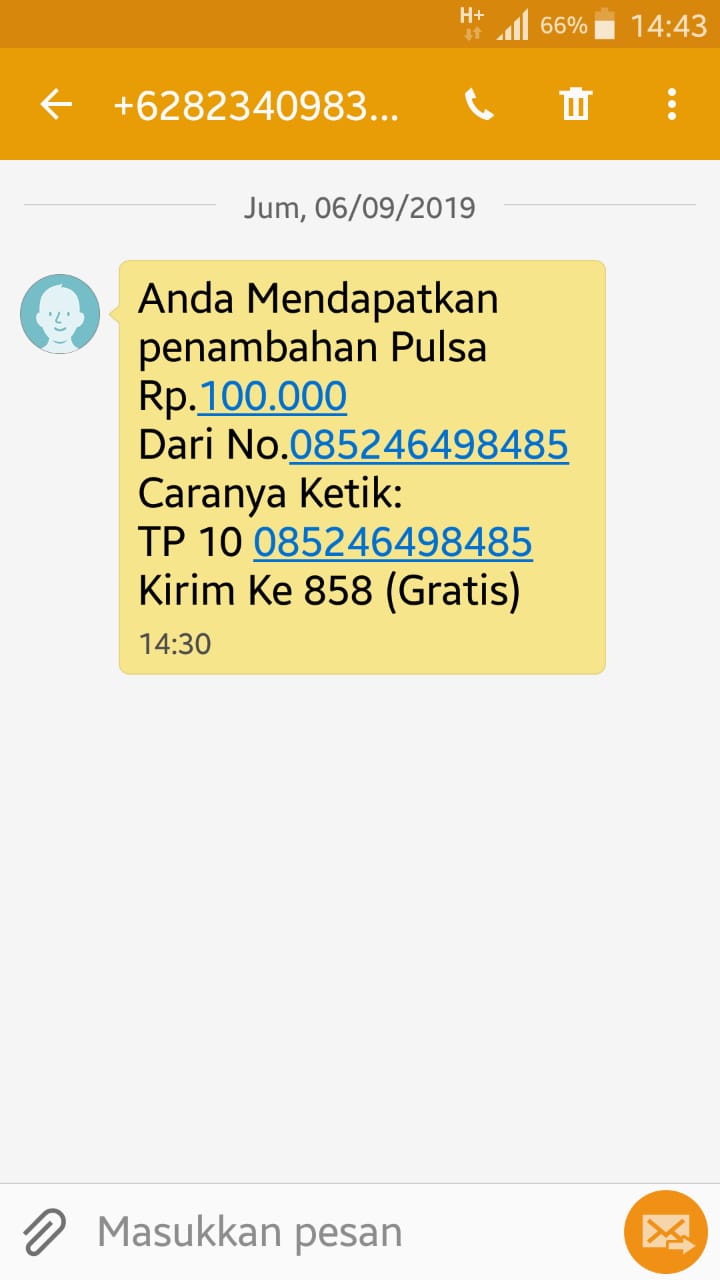 H+ 66% 14:43
+6282340983...
Jum, 06/09/2019
Anda Mendapatkan
penambahan Pulsa
Rp.100.000
Dari No.085246498485
Caranya Ketik:
TP 10 085246498485
Kirim Ke 858 (Gratis)
14:30
Masukkan pesan